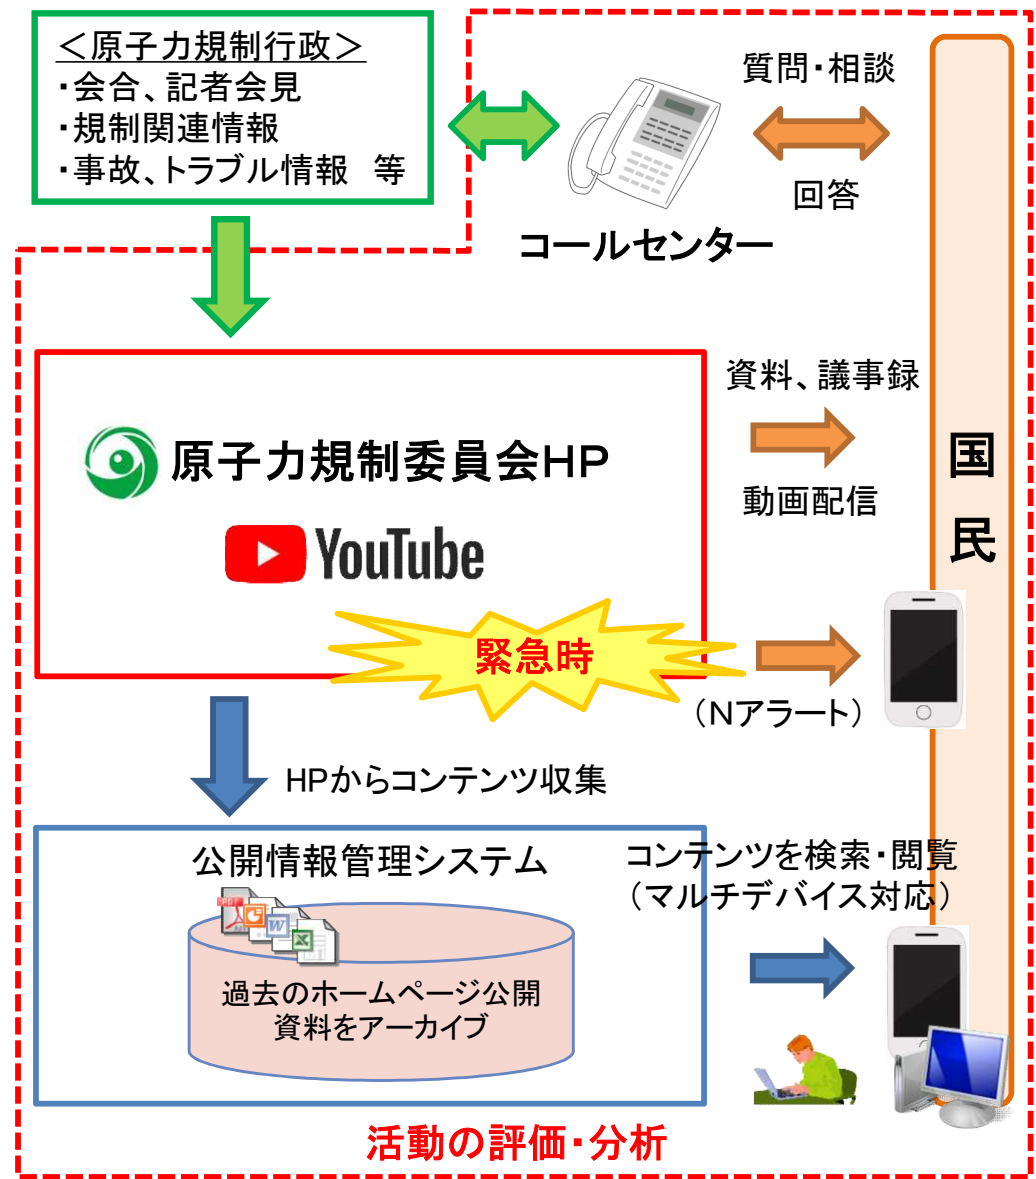 ＜原子力規制行政＞
・会合、記者会見
・規制関連情報
・事故、トラブル情報　等
質問・相談
回答
コールセンター
国民
原子力規制委員会HP
YouTube
資料、議事録
動画配信
緊急時
（Nアラート）
HPからコンテンツ収集
公開情報管理システム
過去のホームページ公開
資料をアーカイブ
コンテンツを検索・閲覧
（マルチデバイス対応）
活動の評価・分析